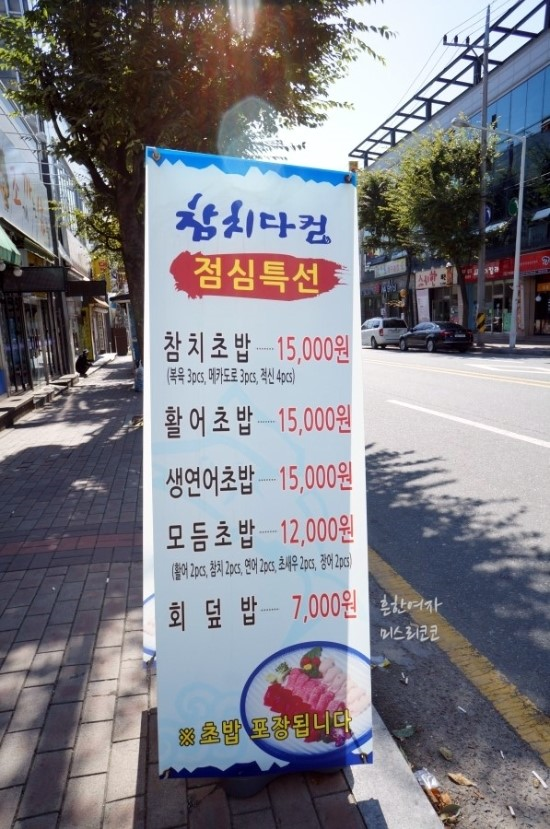 참치다컴
점심특선
참치초밥 ········ 15,000원
(복육 3pcs, 메카도로 3pcs, 적신 4pcs)
활어초밥 ········ 15,000원
생연어초밥 ········ 15,000원
모듬초밥 ········ 12,000원
(활어 2pcs, 참치 2pcs, 연어 2pcs, 초새우 2pcs, 장어 2pcs)
회 덮 밥 ········ 7,000원
※ 초밥 포장됩니다
흔한여자
미스리코코